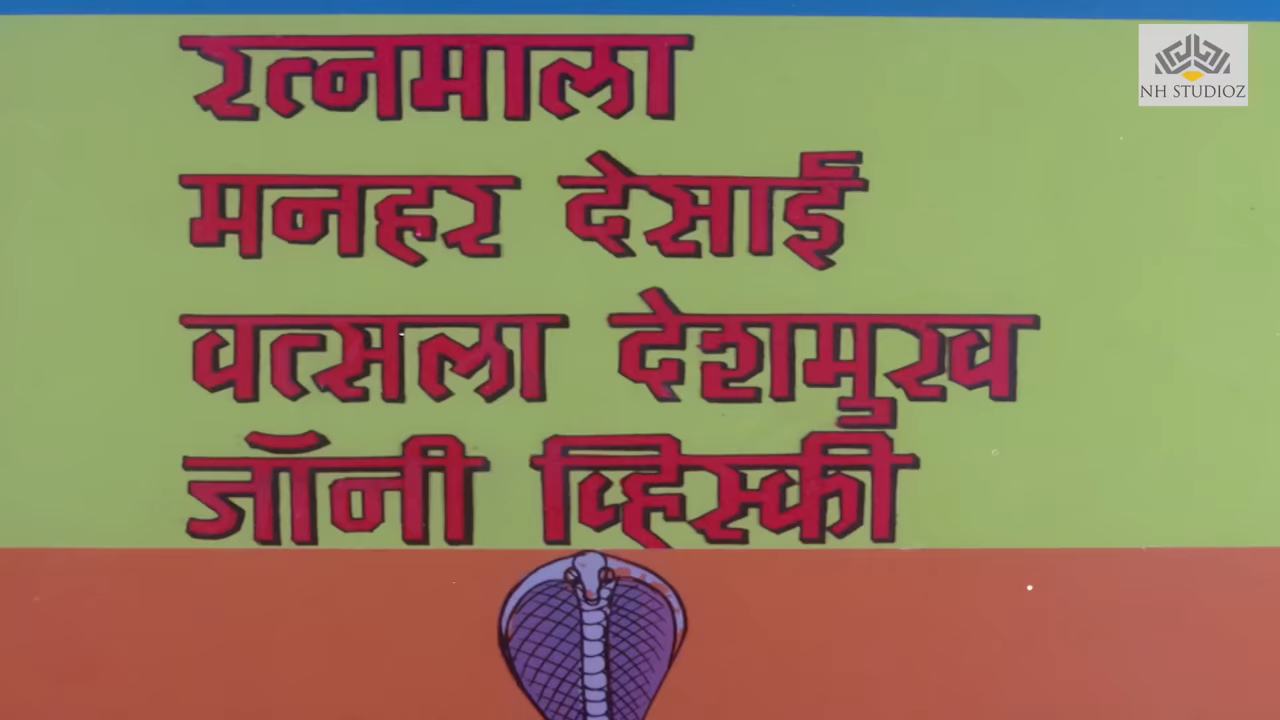 NH STUDIOZ
रत्नमाला
मनहर देसाई
वत्सला देशमुख
जॉनी व्हिस्की